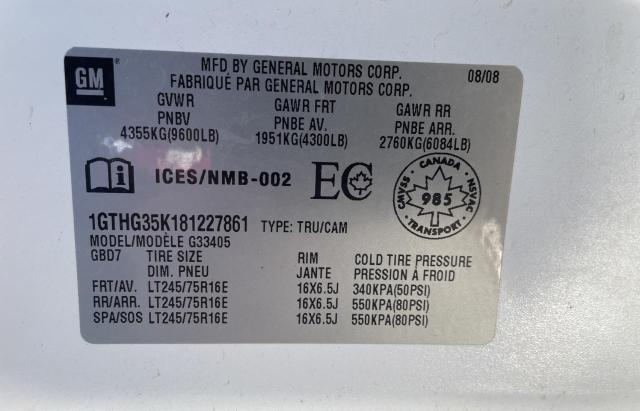 GM
MFD BY GENERAL MOTORS CORP. 08/08
FABRIQUÉ PAR GENERAL MOTORS CORP.
GVWR GAWR FRT GAWR RR
PNBV PNBE AV. PNBE ARR.
4355KG(9600LB) 1951KG(4300LB) 2760KG(6084LB)
i ICES/NMB-002 EC CANADA CMVSS NSVAC 985 TRANSPORT
1GTHG35K181227861 TYPE: TRU/CAM
MODEL/MODÈLE G33405
GBD7 TIRE SIZE RIM COLD TIRE PRESSURE
DIM. PNEU JANTE PRESSION À FROID
FRT/AV. LT245/75R16E 16X6.5J 340KPA(50PSI)
RR/ARR. LT245/75R16E 16X6.5J 550KPA(80PSI)
SPA/SOS LT245/75R16E 16X6.5J 550KPA(80PSI)